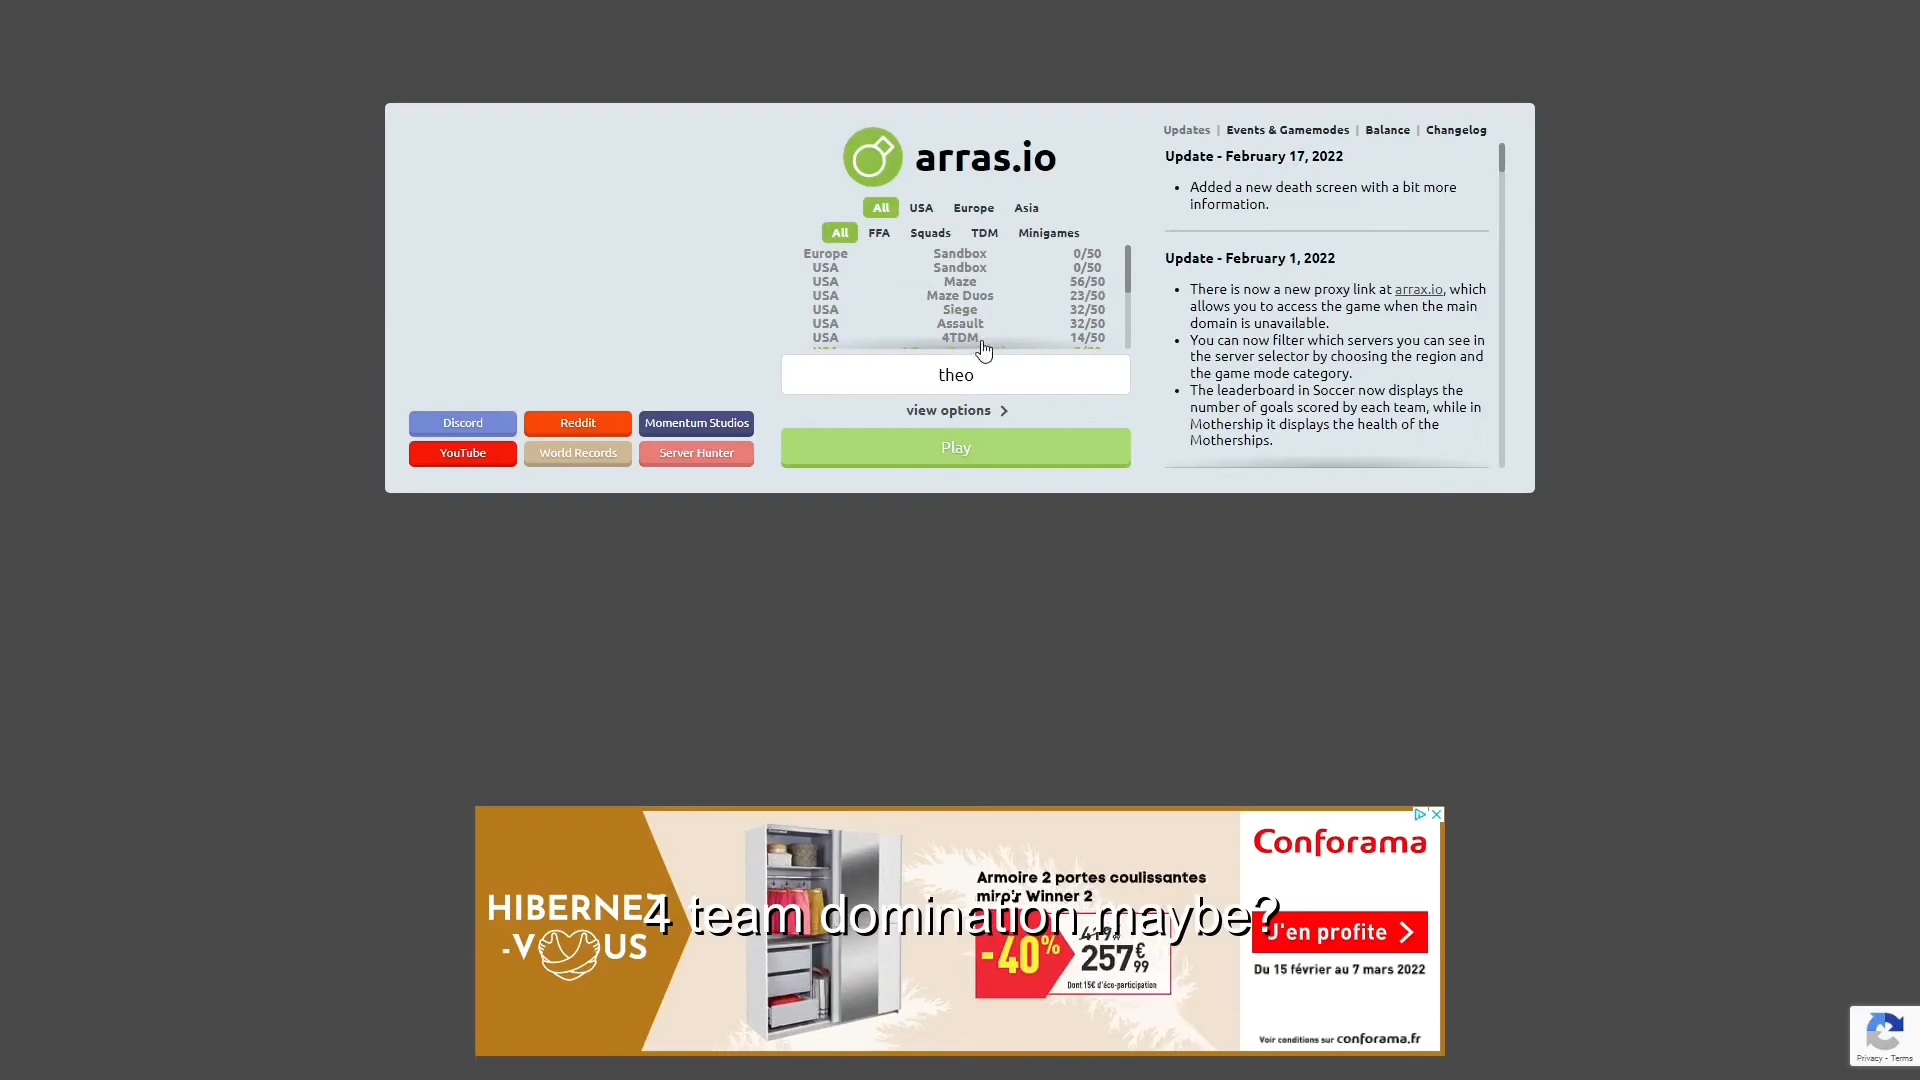 arras.io
All USA Europe Asia
All FFA Squads TDM Minigames
Europe Sandbox 0/50
USA Sandbox 0/50
USA Maze 56/50
USA Maze Duos 23/50
USA Siege 32/50
USA Assault 32/50
USA 4TDM 14/50
theo
view options
Play
Discord Reddit Momentum Studios
YouTube World Records Server Hunter
Updates | Events & Gamemodes | Balance | Changelog
Update - February 17, 2022
• Added a new death screen with a bit more
information.
Update - February 1, 2022
• There is now a new proxy link at arrax.io, which
allows you to access the game when the main
domain is unavailable.
• You can now filter which servers you can see in
the server selector by choosing the region and
the game mode category.
• The leaderboard in Soccer now displays the
number of goals scored by each team, while in
Mothership it displays the health of the
Motherships.
HIBERNEZ
-VOUS
Armoire 2 portes coulissantes
miroir Winner 2
4 team domination maybe?
-40%
257€99
Dont 15€ d'éco-participation
Conforama
J'en profite
Du 15 février au 7 mars 2022
Voir conditions sur conforama.fr
Privacy - Terms